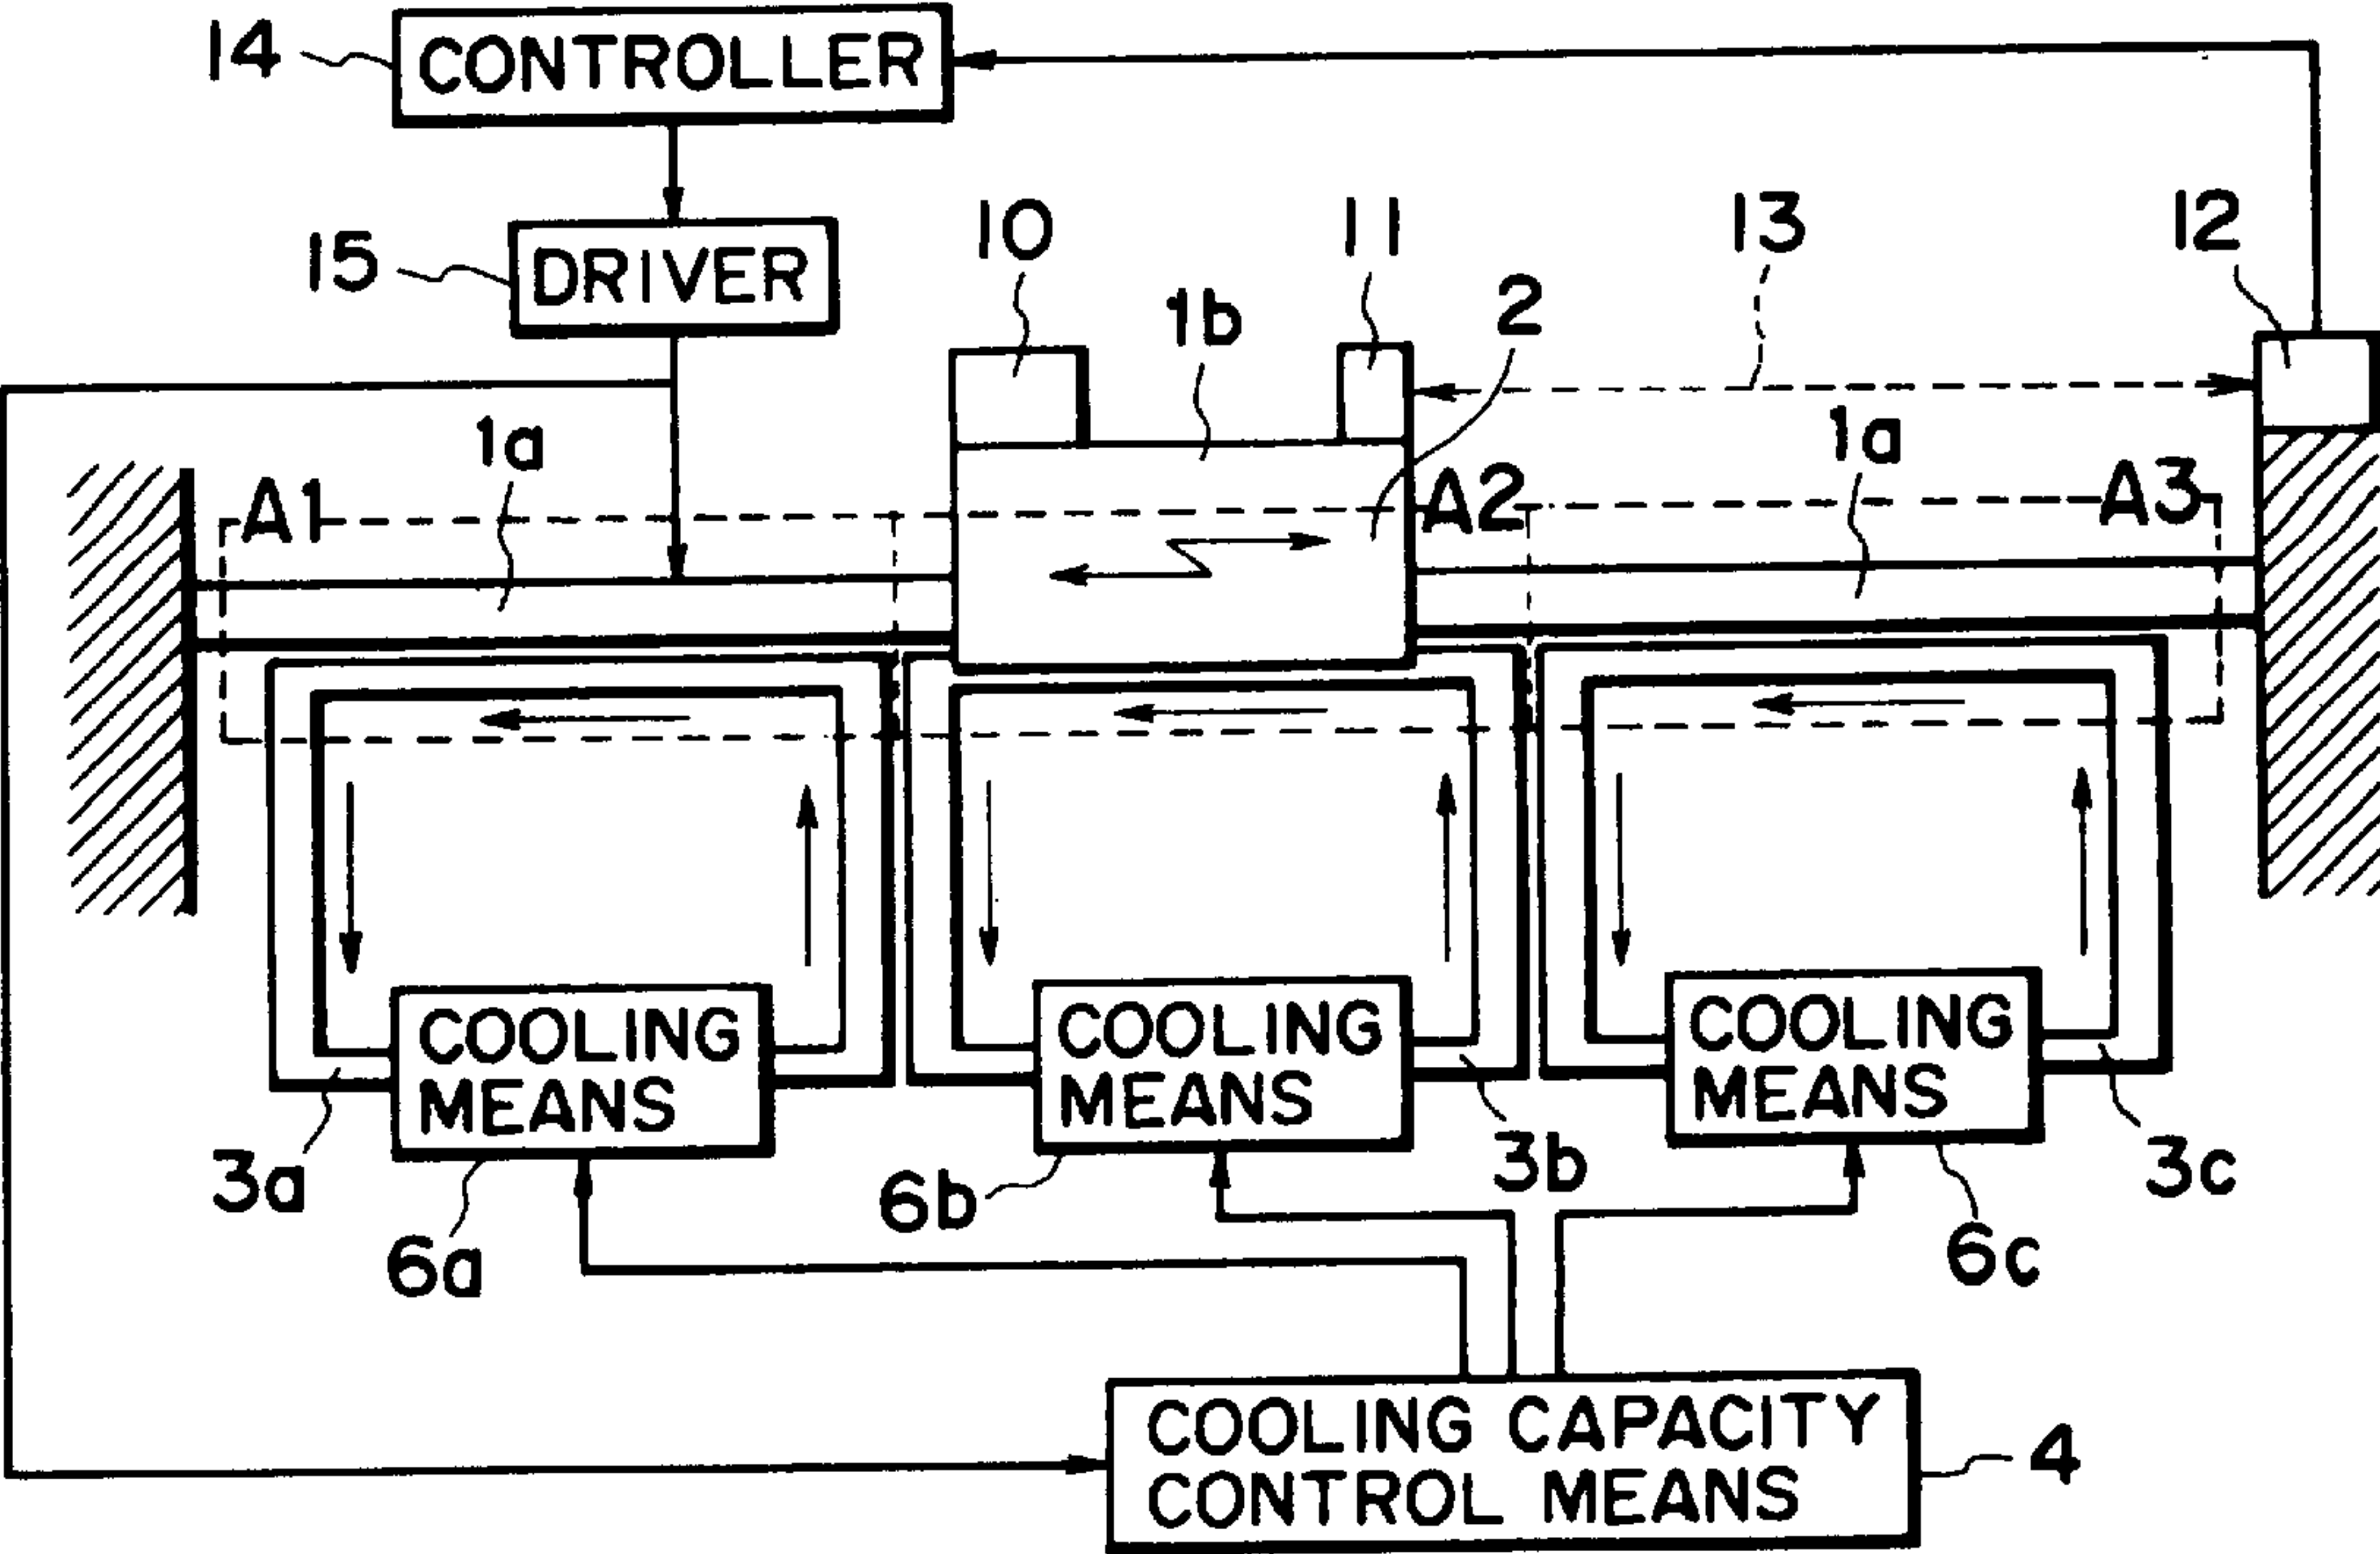 14
CONTROLLER
15
DRIVER
10
11
13
12
1b
2
1a
1a
A1
A2
A3
COOLING
MEANS
COOLING
MEANS
COOLING
MEANS
3a
6a
6b
3b
6c
3c
COOLING CAPACITY
CONTROL MEANS
4